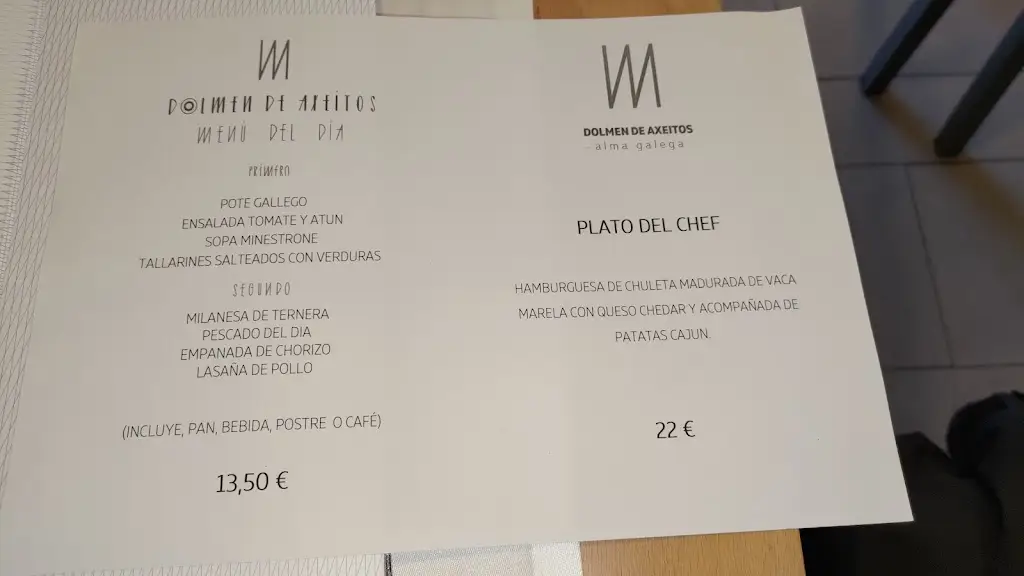 DOLMEN DE AXEITOS
MENÚ DEL DÍA
PRIMERO
POTE GALLEGO
ENSALADA TOMATE Y ATUN
SOPA MINESTRONE
TALLARINES SALTEADOS CON VERDURAS
SEGUNDO
MILANESA DE TERNERA
PESCADO DEL DIA
EMPANADA DE CHORIZO
LASAÑA DE POLLO
(INCLUYE, PAN, BEBIDA, POSTRE O CAFÉ)
13,50 €
DOLMEN DE AXEITOS
-alma galega
PLATO DEL CHEF
HAMBURGUESA DE CHULETA MADURADA DE VACA
MARELA CON QUESO CHEDAR Y ACOMPAÑADA DE
PATATAS CAJUN.
22 €